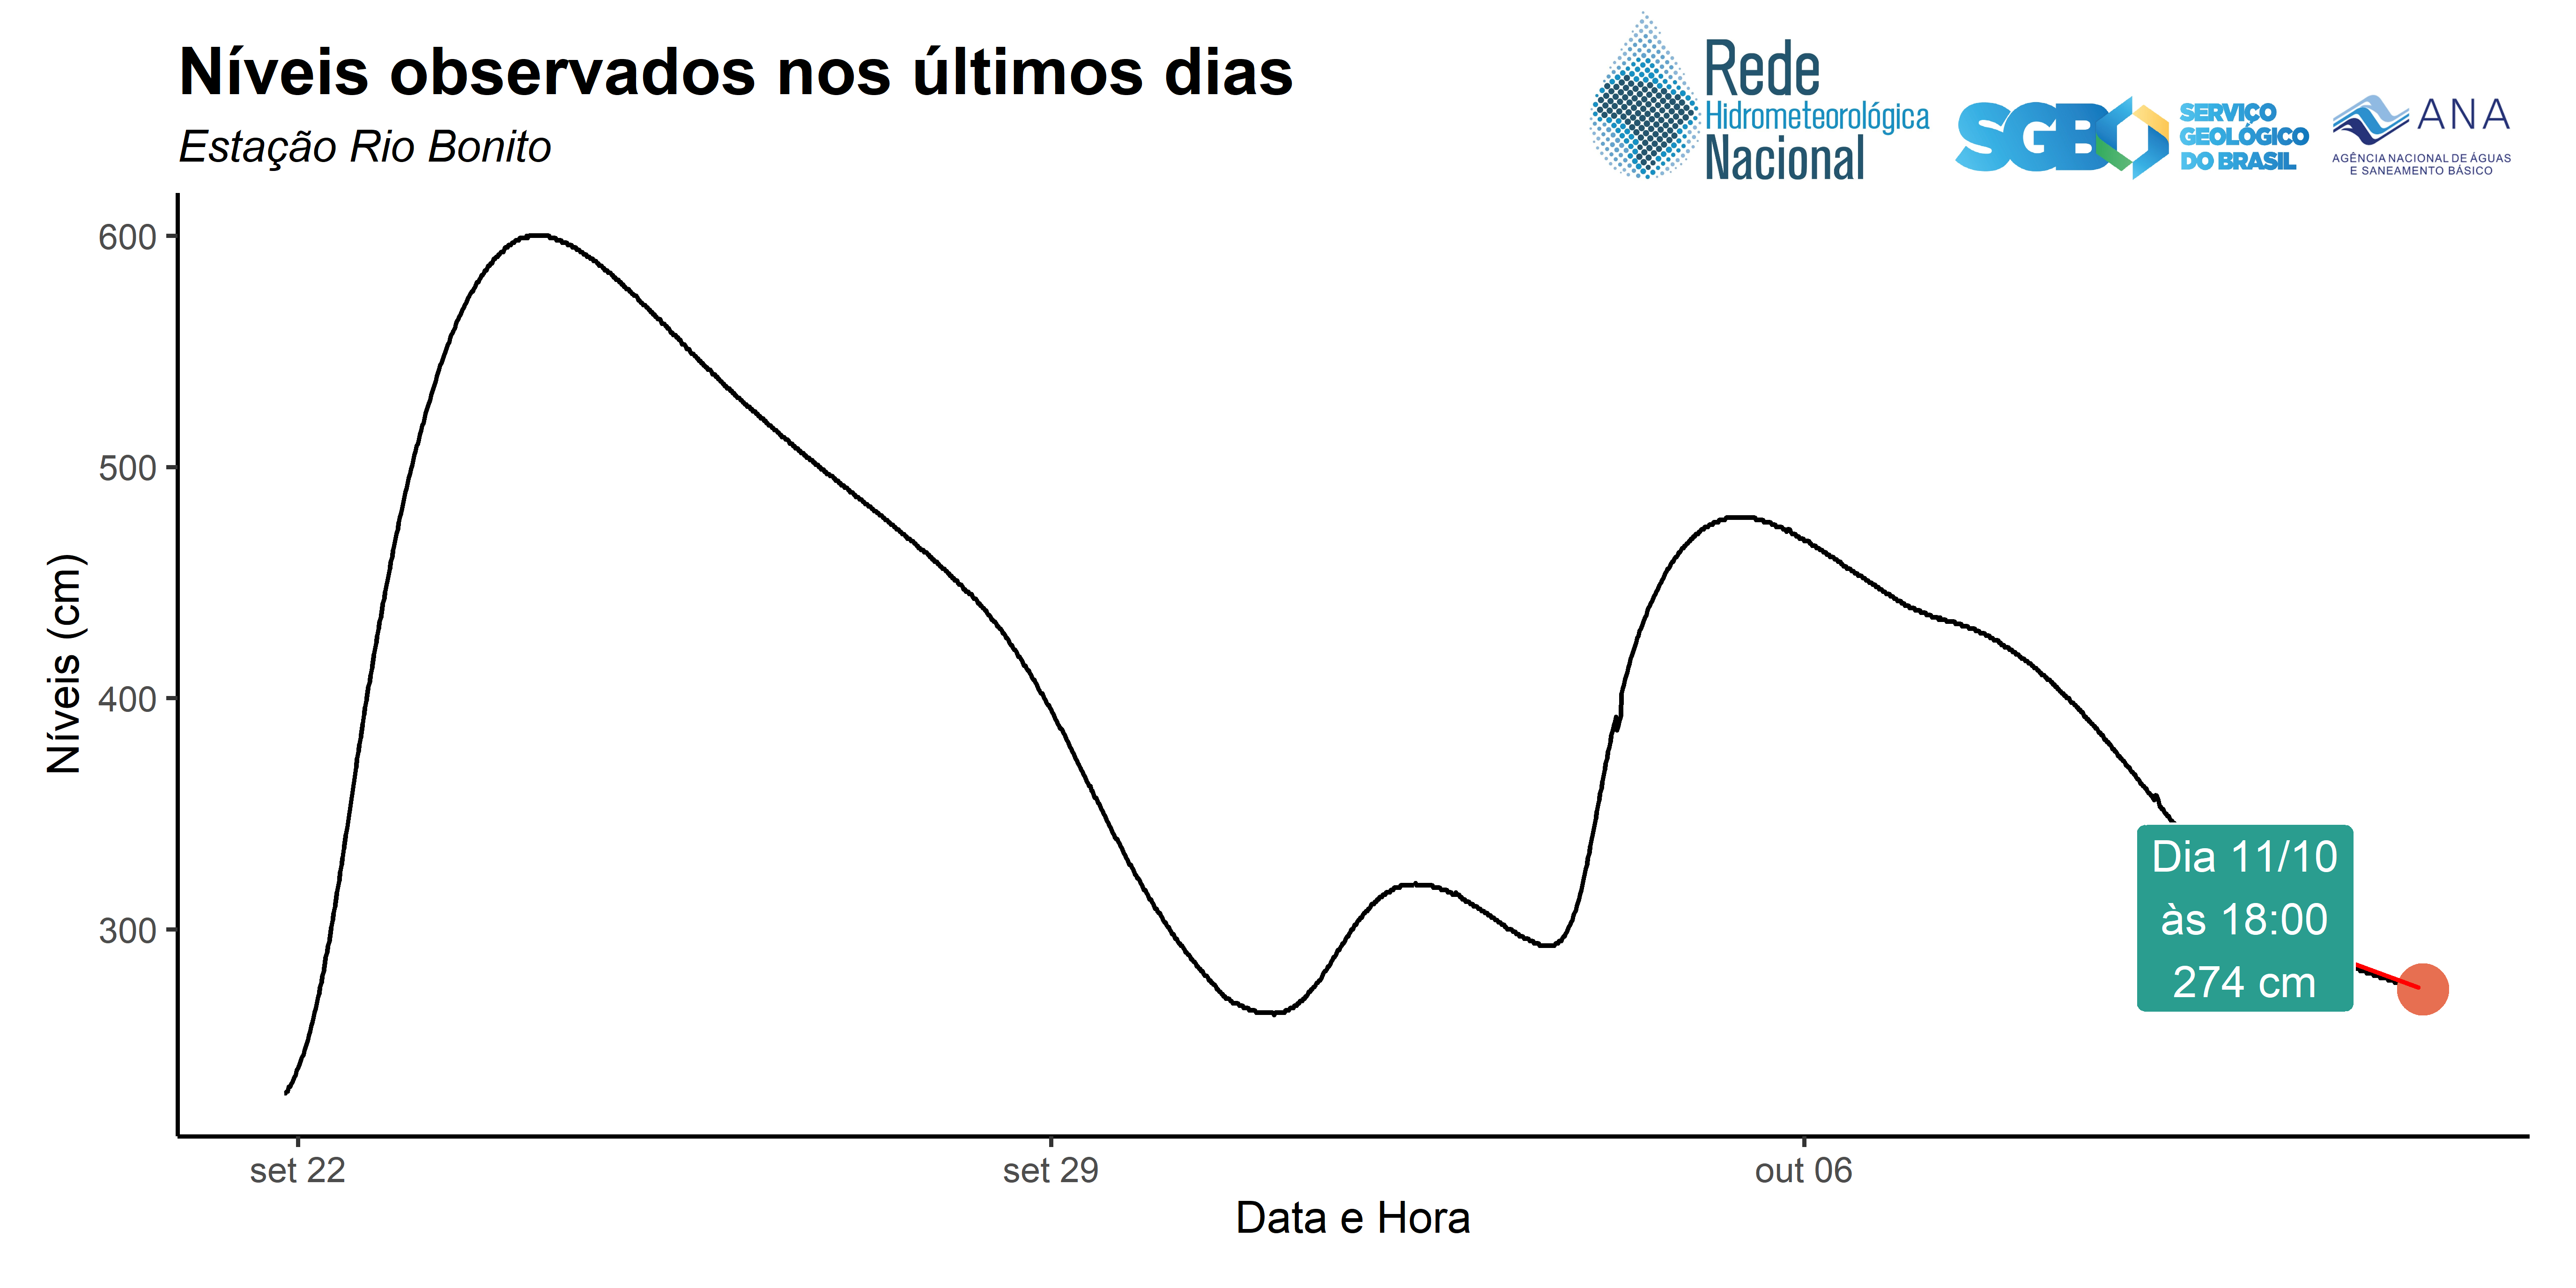 Níveis observados nos últimos dias
Estação Rio Bonito
Rede
Hidrometeorológica
Nacional
SGB
SERVIÇO
GEOLÓGICO
DO BRASIL
ANA
AGÊNCIA NACIONAL DE ÁGUAS
E SANEAMENTO BÁSICO
600
500
400
300
Níveis (cm)
Dia 11/10
às 18:00
274 cm
set 22
set 29
out 06
Data e Hora